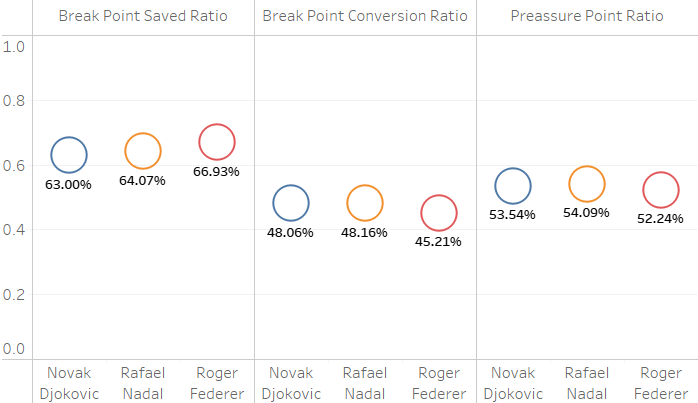 Break Point Saved Ratio
Break Point Conversion Ratio
Preassure Point Ratio
1.0
0.8
0.6
0.4
0.2
0.0
63.00%
64.07%
66.93%
48.06%
48.16%
45.21%
53.54%
54.09%
52.24%
Novak
Djokovic
Rafael
Nadal
Roger
Federer
Novak
Djokovic
Rafael
Nadal
Roger
Federer
Novak
Djokovic
Rafael
Nadal
Roger
Federer